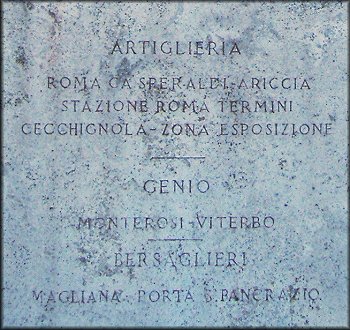 ARTIGLIERIA
ROMA CA SPERALDI-ARICCIA
STAZIONE ROMA TERMINI
CECCHIGNOLA-ZONA ESPOSIZIONE
GENIO
MONTEROSI-VITERBO
BERSAGLIERI
MAGLIANA PORTA S. PANCRAZIO